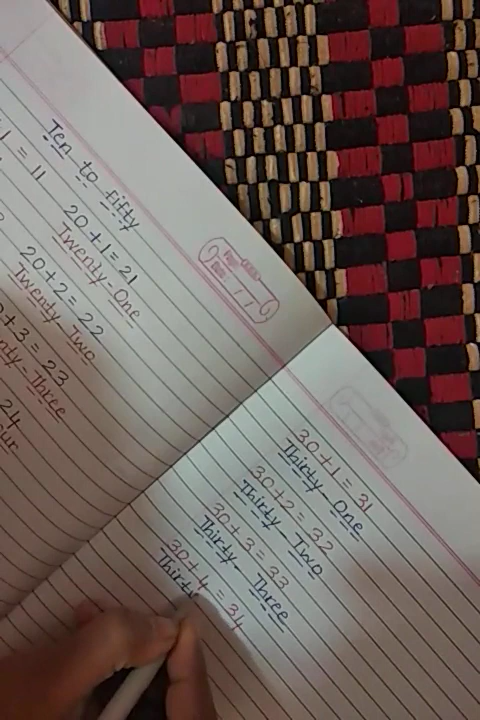 Ten to fifty
1 = 11
20+1=21
Twenty-One
20+2=22
Twenty-Two
+3=23
Three
24
30+1=31
Thirty-One
30+2=32
Thirty-Two
30+3=33
Thirty-Three
30+4=34